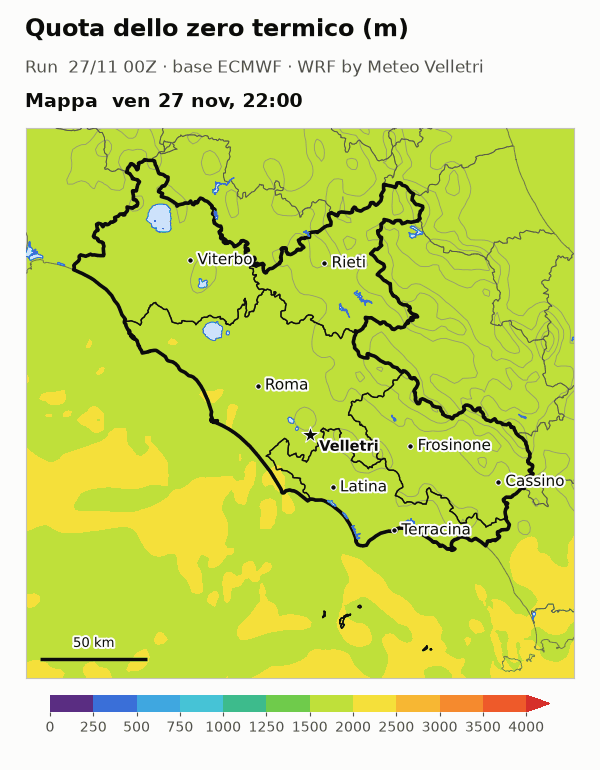 Quota dello zero termico (m)
Run  27/11 00Z · base ECMWF · WRF by Meteo Velletri
Mappa  ven 27 nov, 22:00
Viterbo
Rieti
Roma
Velletri
Frosinone
Cassino
Latina
Terracina
50 km
0 250 500 750 1000 1250 1500 2000 2500 3000 3500 4000